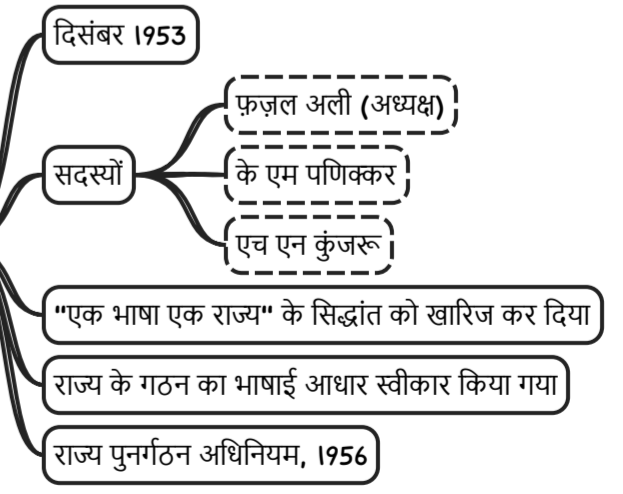 दिसंबर 1953
सदस्यों
फ़ज़ल अली (अध्यक्ष)
के एम पणिक्कर
एच एन कुंजरू
"एक भाषा एक राज्य" के सिद्धांत को खारिज कर दिया
राज्य के गठन का भाषाई आधार स्वीकार किया गया
राज्य पुनर्गठन अधिनियम, 1956